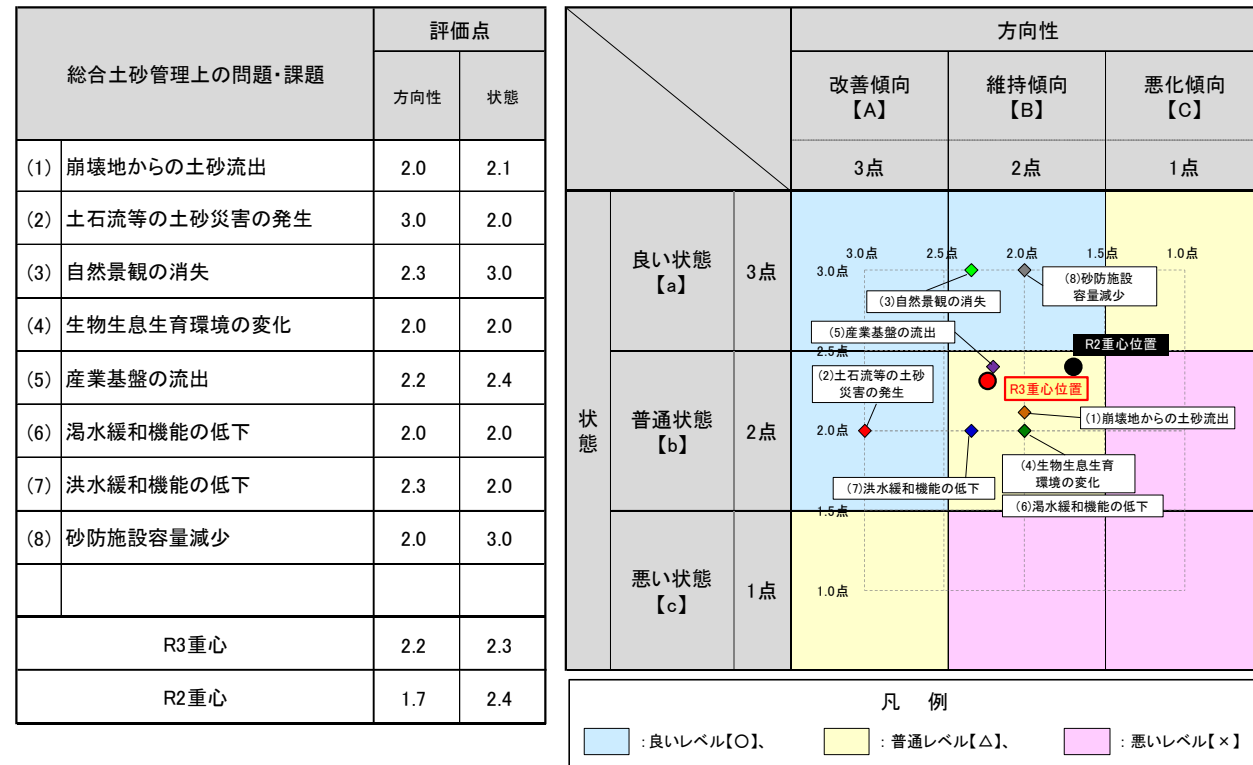 総合土砂管理上の問題・課題
評価点
方向性
状態
(1) 崩壊地からの土砂流出 2.0 2.1
(2) 土石流等の土砂災害の発生 3.0 2.0
(3) 自然景観の消失 2.3 3.0
(4) 生物生息生育環境の変化 2.0 2.0
(5) 産業基盤の流出 2.2 2.4
(6) 渇水緩和機能の低下 2.0 2.0
(7) 洪水緩和機能の低下 2.3 2.0
(8) 砂防施設容量減少 2.0 3.0
R3重心 2.2 2.3
R2重心 1.7 2.4
方向性
改善傾向
【A】
維持傾向
【B】
悪化傾向
【C】
3点
2点
1点
状態
良い状態
【a】
3点
普通状態
【b】
2点
悪い状態
【c】
1点
3.0点
2.5点
2.0点
1.5点
1.0点
3.0点
2.5点
2.0点
1.5点
1.0点
(8)砂防施設
容量減少
(3)自然景観の消失
(5)産業基盤の流出
R2重心位置
(2)土石流等の土砂
災害の発生
R3重心位置
(1)崩壊地からの土砂流出
(4)生物生息生育
環境の変化
(7)洪水緩和機能の低下
(6)渇水緩和機能の低下
凡 例
：良いレベル【○】、
：普通レベル【△】、
：悪いレベル【×】